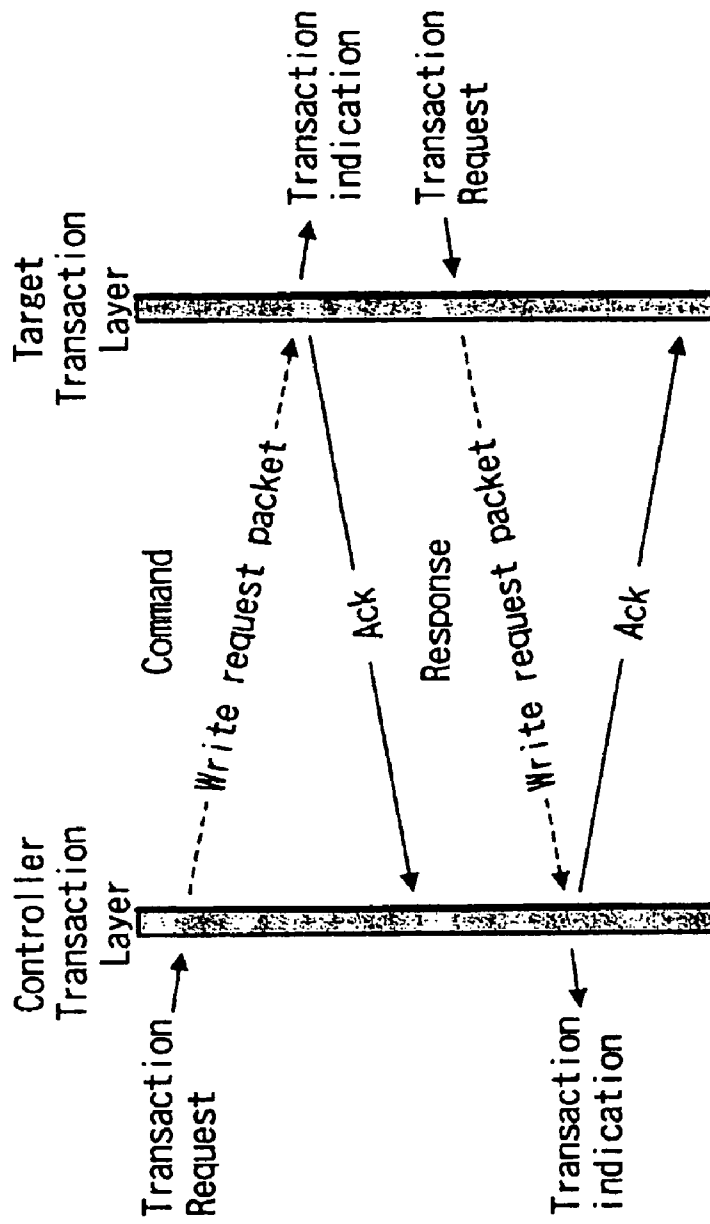 Controller
Transaction
Layer
Target
Transaction
Layer
Transaction
Request
Command
Write request packet
Transaction
indication
Ack
Response
Transaction
Request
Write request packet
Transaction
indication
Ack